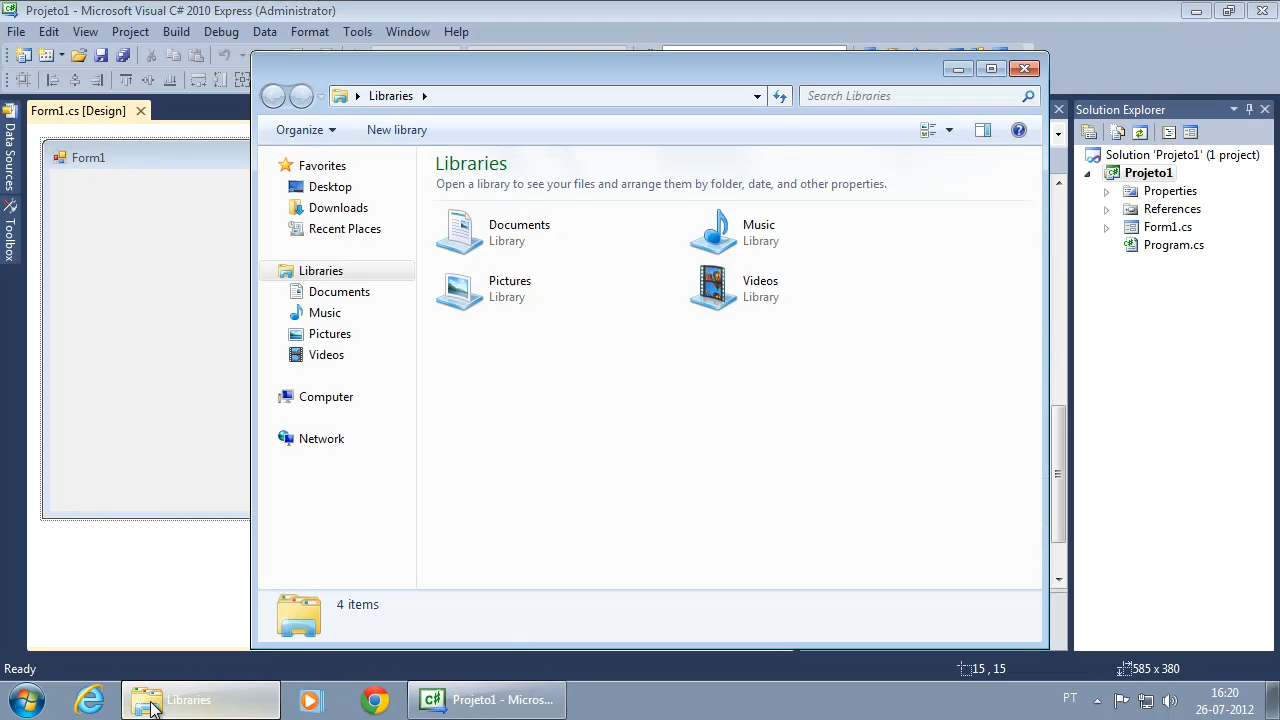 Projeto1 - Microsoft Visual C# 2010 Express (Administrator)
File Edit View Project Build Debug Data Format Tools Window Help
Form1.cs [Design]
Data Sources
Toolbox
Form1
Libraries
Search Libraries
Organize New library
Favorites
Desktop
Downloads
Recent Places
Libraries
Documents
Music
Pictures
Videos
Computer
Network
Libraries
Open a library to see your files and arrange them by folder, date, and other properties.
Documents
Library
Music
Library
Pictures
Library
Videos
Library
4 items
Solution Explorer
Solution 'Projeto1' (1 project)
Projeto1
Properties
References
Form1.cs
Program.cs
Ready
15 , 15
585 x 380
Libraries
Projeto1 - Micros...
PT
16:20
26-07-2012